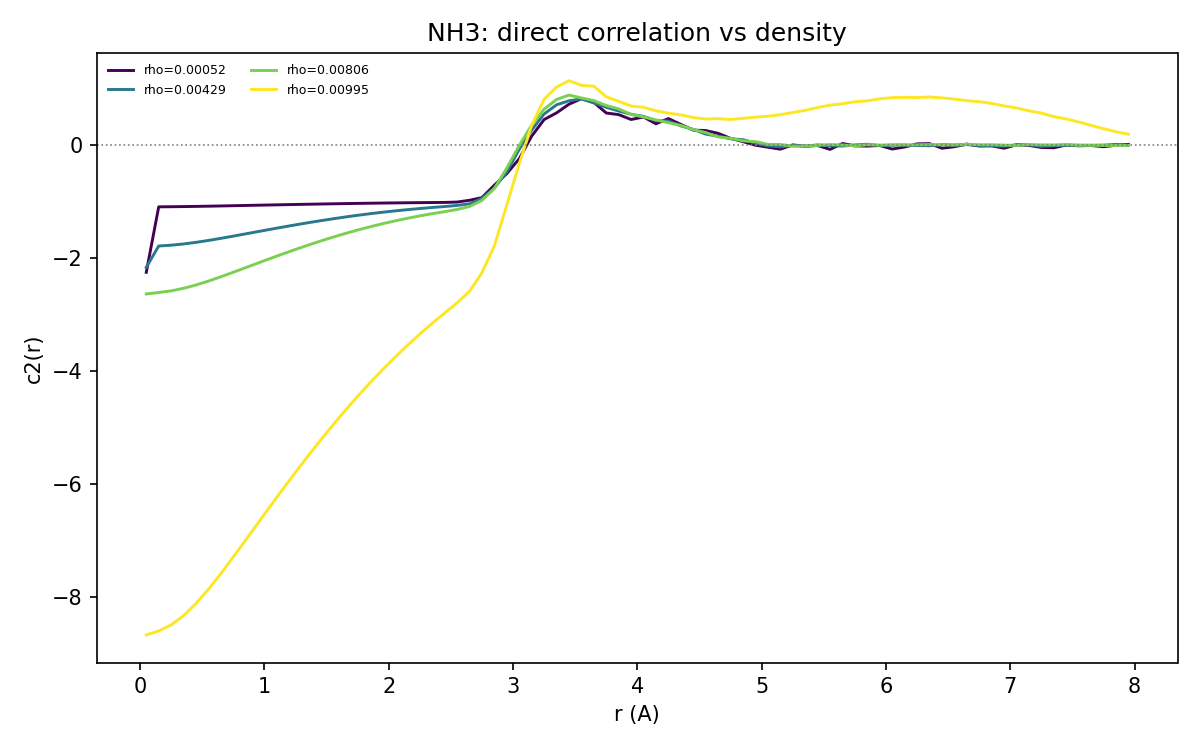 NH3: direct correlation vs density
rho=0.00052
rho=0.00429
rho=0.00806
rho=0.00995
c2(r)
0
−2
−4
−6
−8
0 1 2 3 4 5 6 7 8
r (A)